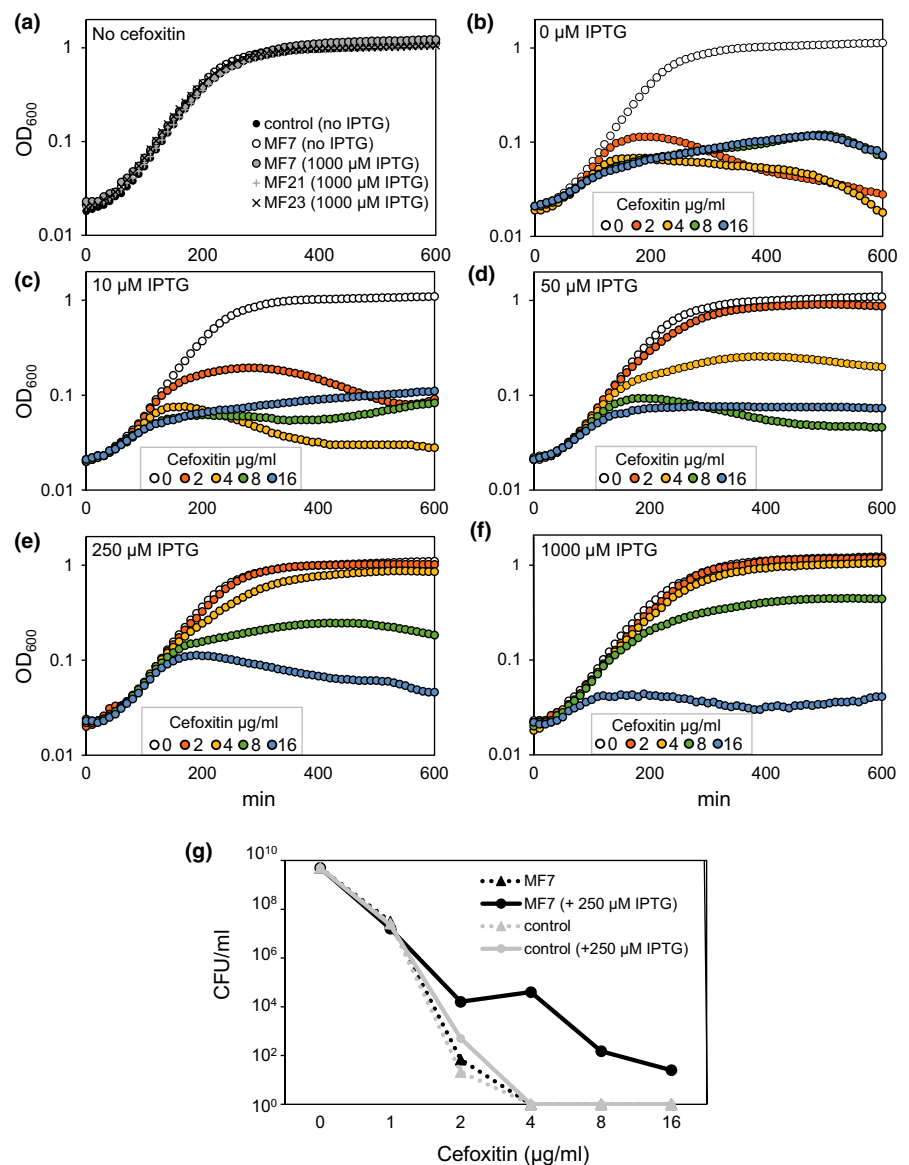 (a)
No cefoxitin
1
0.1
0.01
OD600
0 200 400 600
control (no IPTG)
MF7 (no IPTG)
MF7 (1000 µM IPTG)
MF21 (1000 µM IPTG)
MF23 (1000 µM IPTG)
(b)
0 µM IPTG
1
0.1
0.01
Cefoxitin µg/ml
0 2 4 8 16
0 200 400 600
(c)
10 µM IPTG
1
0.1
0.01
OD600
Cefoxitin µg/ml
0 2 4 8 16
0 200 400 600
(d)
50 µM IPTG
1
0.1
0.01
Cefoxitin µg/ml
0 2 4 8 16
0 200 400 600
(e)
250 µM IPTG
1
0.1
0.01
OD600
Cefoxitin µg/ml
0 2 4 8 16
0 200 400 600
min
(f)
1000 µM IPTG
1
0.1
0.01
Cefoxitin µg/ml
0 2 4 8 16
0 200 400 600
min
(g)
10^10
10^8
10^6
10^4
10^2
10^0
CFU/ml
MF7
MF7 (+ 250 µM IPTG)
control
control (+250 µM IPTG)
0 1 2 4 8 16
Cefoxitin (µg/ml)